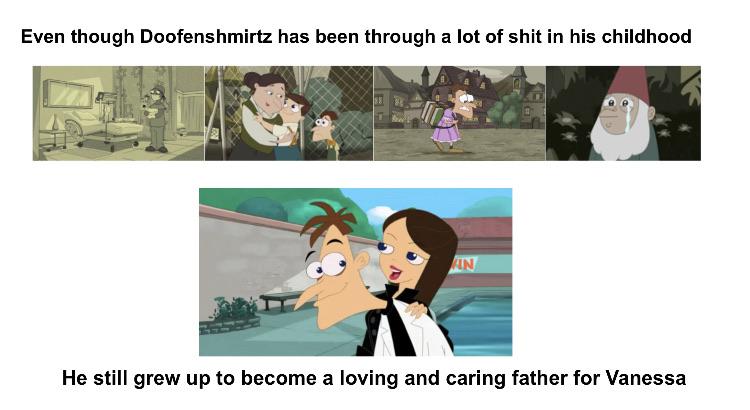 Even though Doofenshmirtz has been through a lot of shit in his childhood
He still grew up to become a loving and caring father for Vanessa